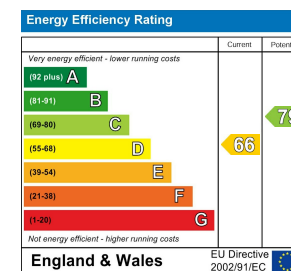 Energy Efficiency Rating
Current
Very energy efficient - lower running costs
(92 plus) A
(81-91) B
(69-80) C
(55-68) D
66
(39-54) E
(21-38) F
(1-20) G
Not energy efficient - higher running costs
England & Wales
EU Directive
2002/91/EC